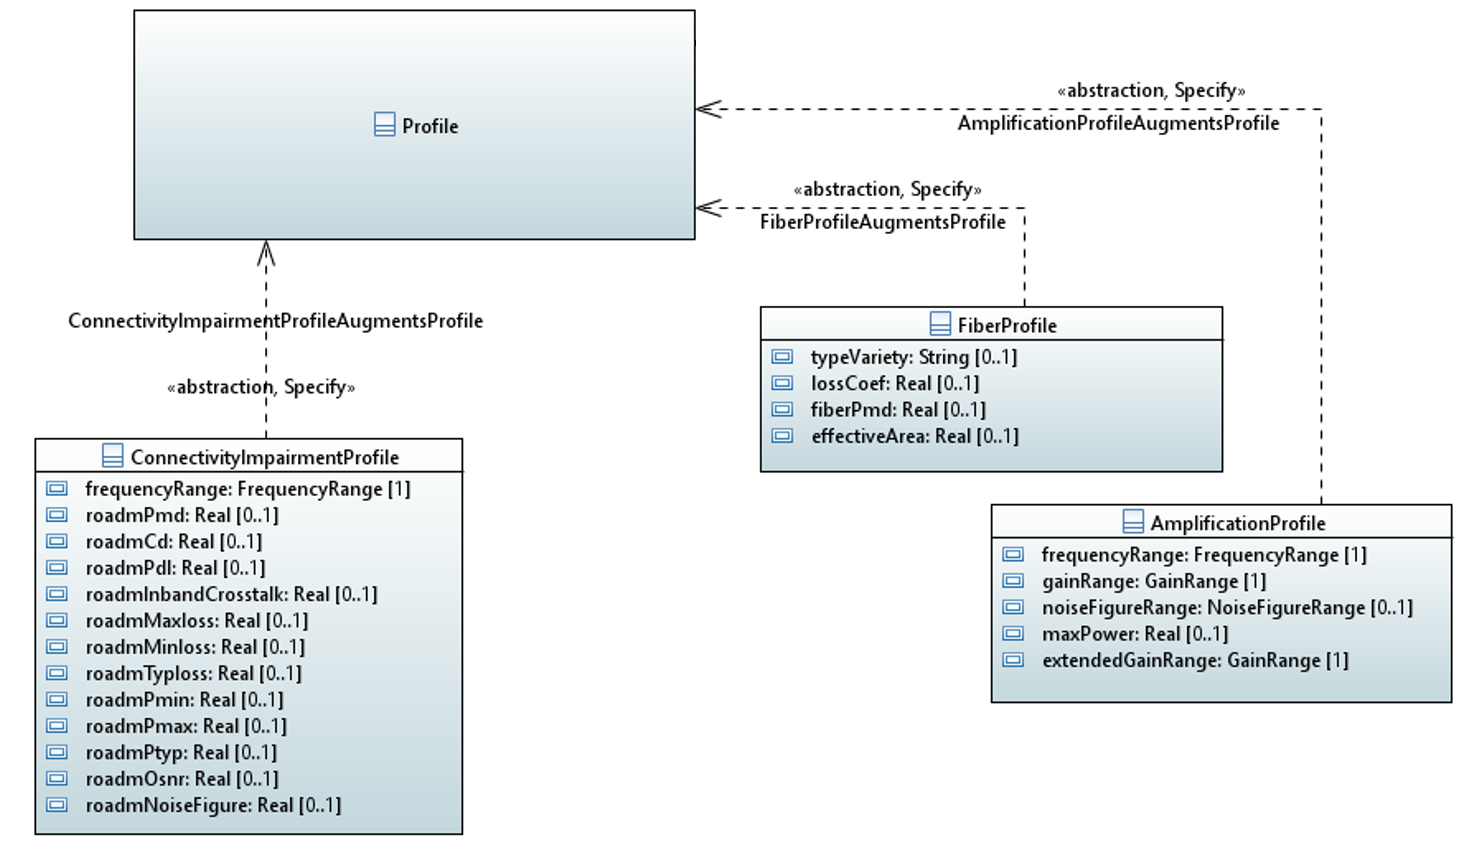 Profile
«abstraction, Specify»
AmplificationProfileAugmentsProfile
«abstraction, Specify»
FiberProfileAugmentsProfile
ConnectivityImpairmentProfileAugmentsProfile
«abstraction, Specify»
FiberProfile
typeVariety: String [0..1]
lossCoef: Real [0..1]
fiberPmd: Real [0..1]
effectiveArea: Real [0..1]
ConnectivityImpairmentProfile
frequencyRange: FrequencyRange [1]
roadmPmd: Real [0..1]
roadmCd: Real [0..1]
roadmPdl: Real [0..1]
roadmInbandCrosstalk: Real [0..1]
roadmMaxloss: Real [0..1]
roadmMinloss: Real [0..1]
roadmTyploss: Real [0..1]
roadmPmin: Real [0..1]
roadmPmax: Real [0..1]
roadmPtyp: Real [0..1]
roadmOsnr: Real [0..1]
roadmNoiseFigure: Real [0..1]
AmplificationProfile
frequencyRange: FrequencyRange [1]
gainRange: GainRange [1]
noiseFigureRange: NoiseFigureRange [0..1]
maxPower: Real [0..1]
extendedGainRange: GainRange [1]